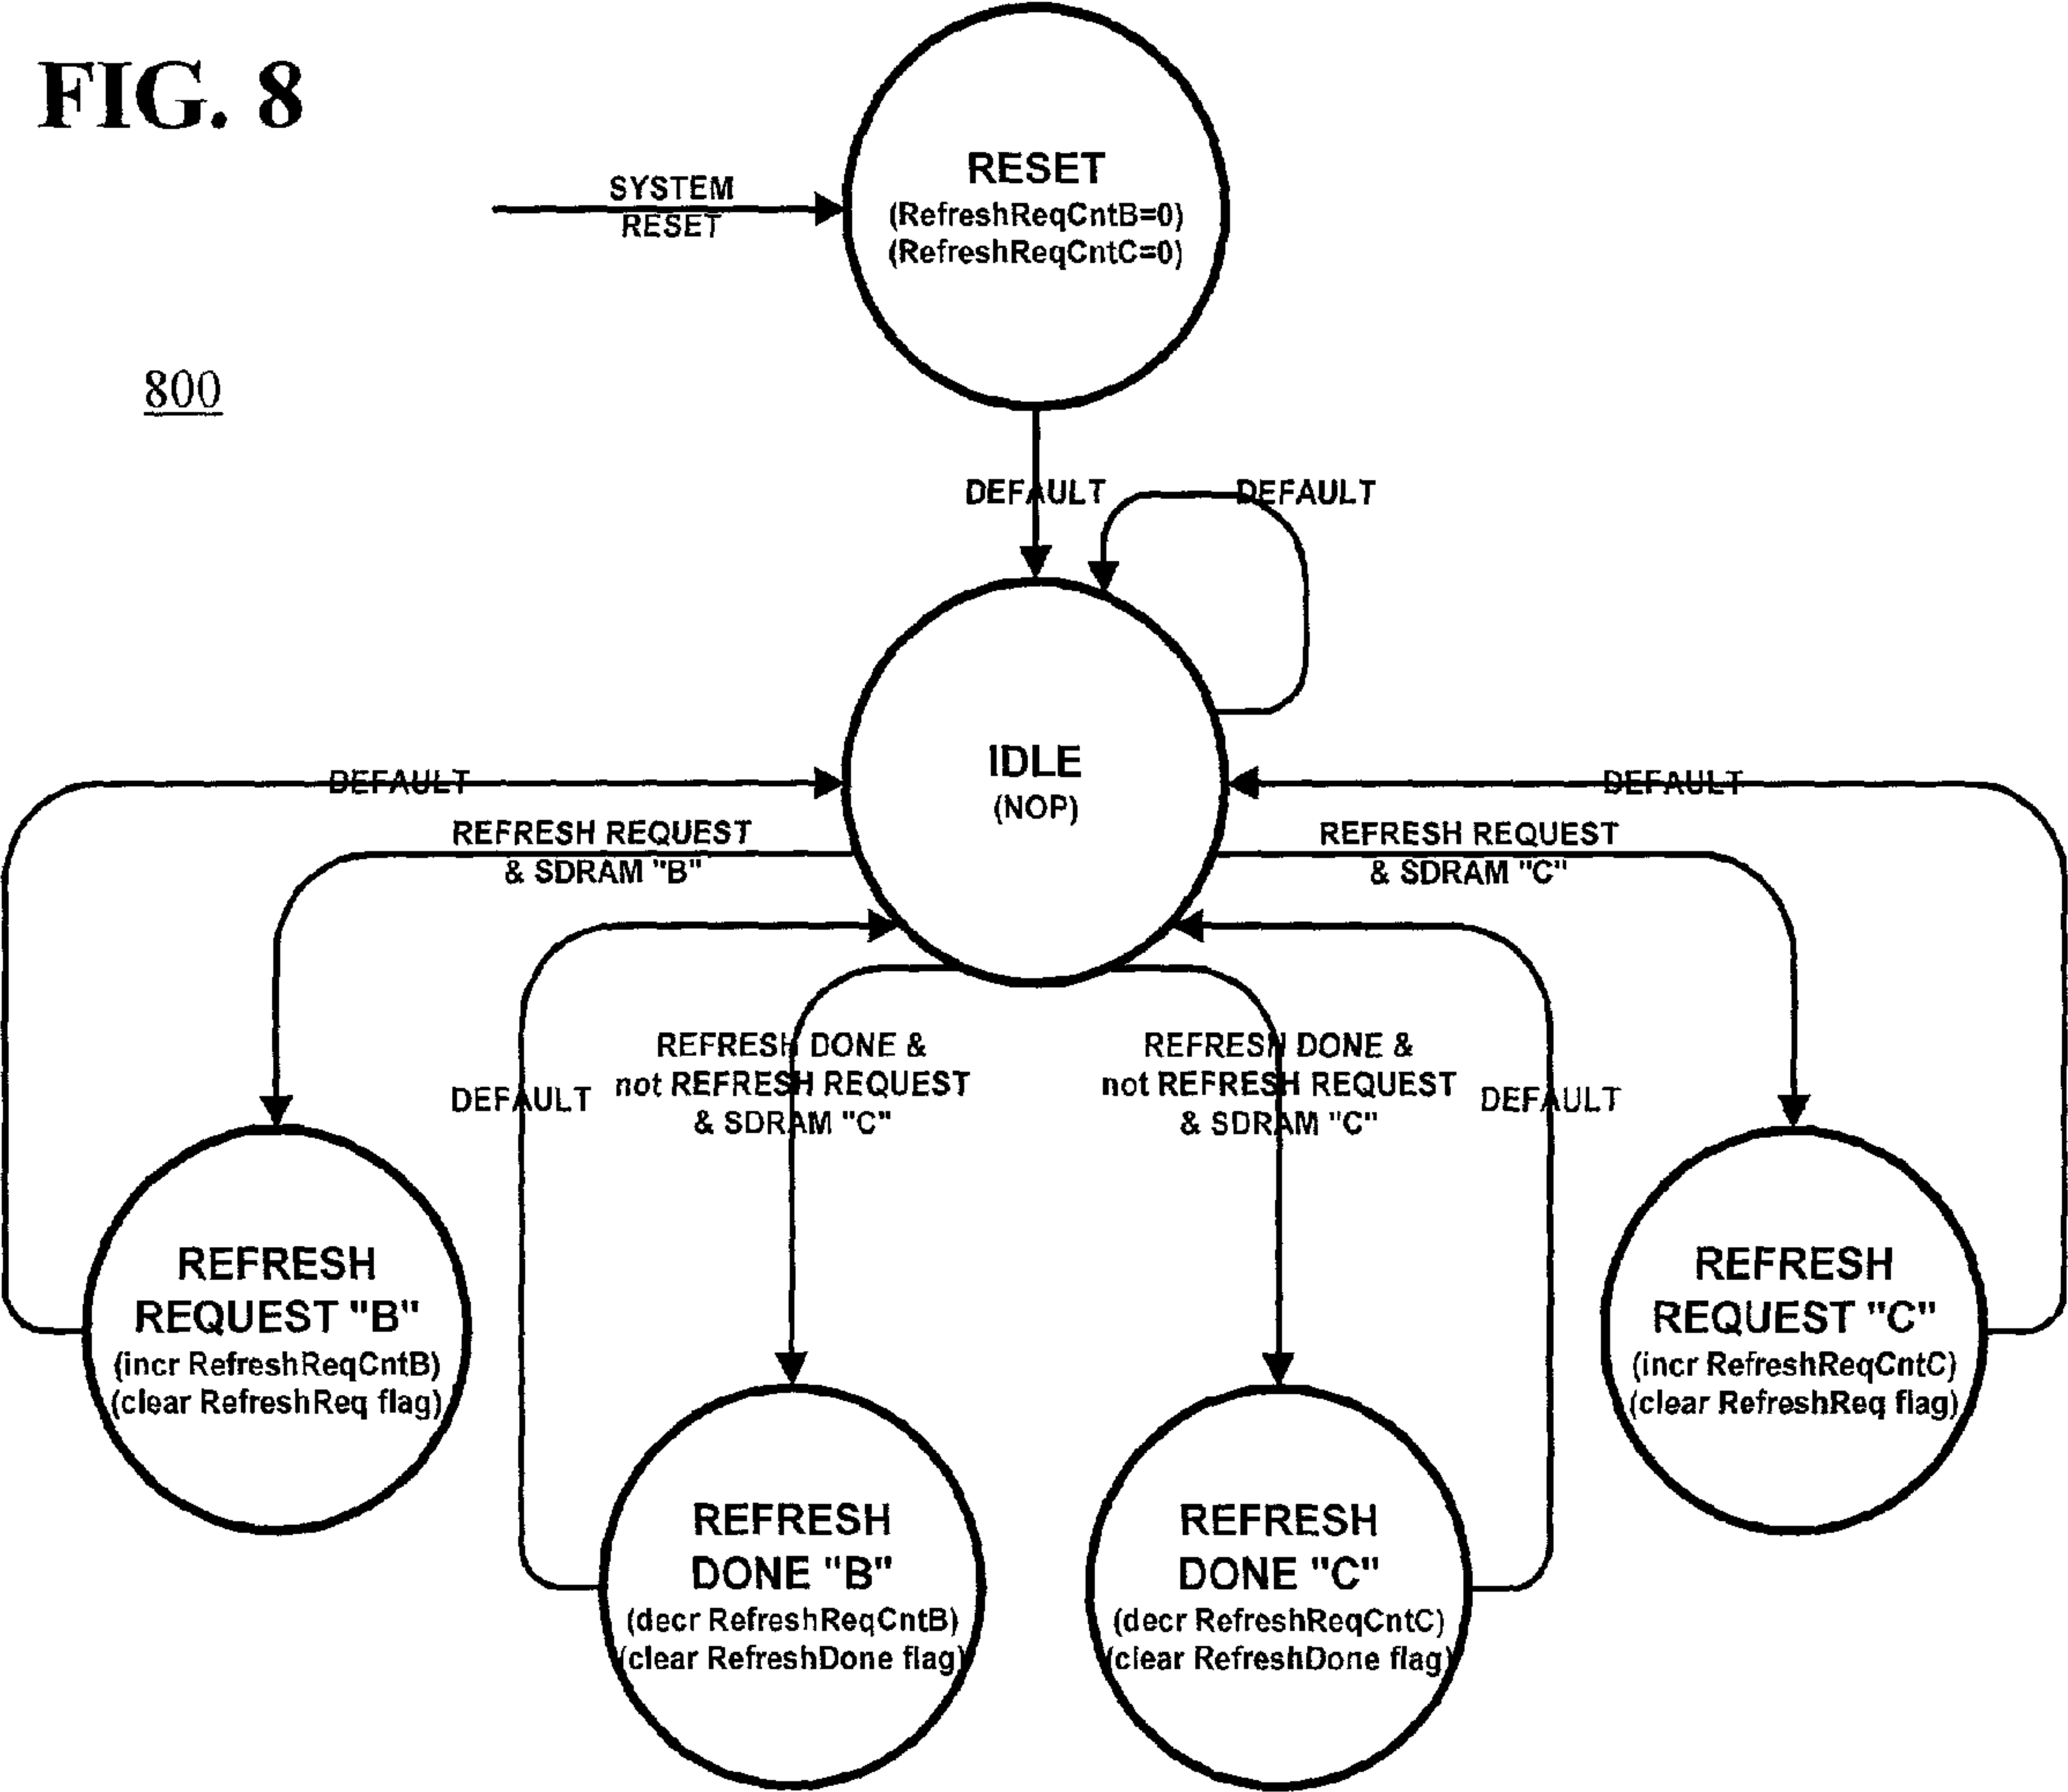 FIG. 8
800
SYSTEM
RESET
RESET
(RefreshReqCntB=0)
(RefreshReqCntC=0)
DEFAULT
DEFAULT
IDLE
(NOP)
DEFAULT
DEFAULT
REFRESH REQUEST
& SDRAM "B"
REFRESH REQUEST
& SDRAM "C"
DEFAULT
REFRESH DONE &
not REFRESH REQUEST
& SDRAM "C"
REFRESH DONE &
not REFRESH REQUEST
& SDRAM "C"
DEFAULT
REFRESH
REQUEST "B"
(incr RefreshReqCntB)
(clear RefreshReq flag)
REFRESH
DONE "B"
(decr RefreshReqCntB)
(clear RefreshDone flag)
REFRESH
DONE "C"
(decr RefreshReqCntC)
(clear RefreshDone flag)
REFRESH
REQUEST "C"
(incr RefreshReqCntC)
(clear RefreshReq flag)